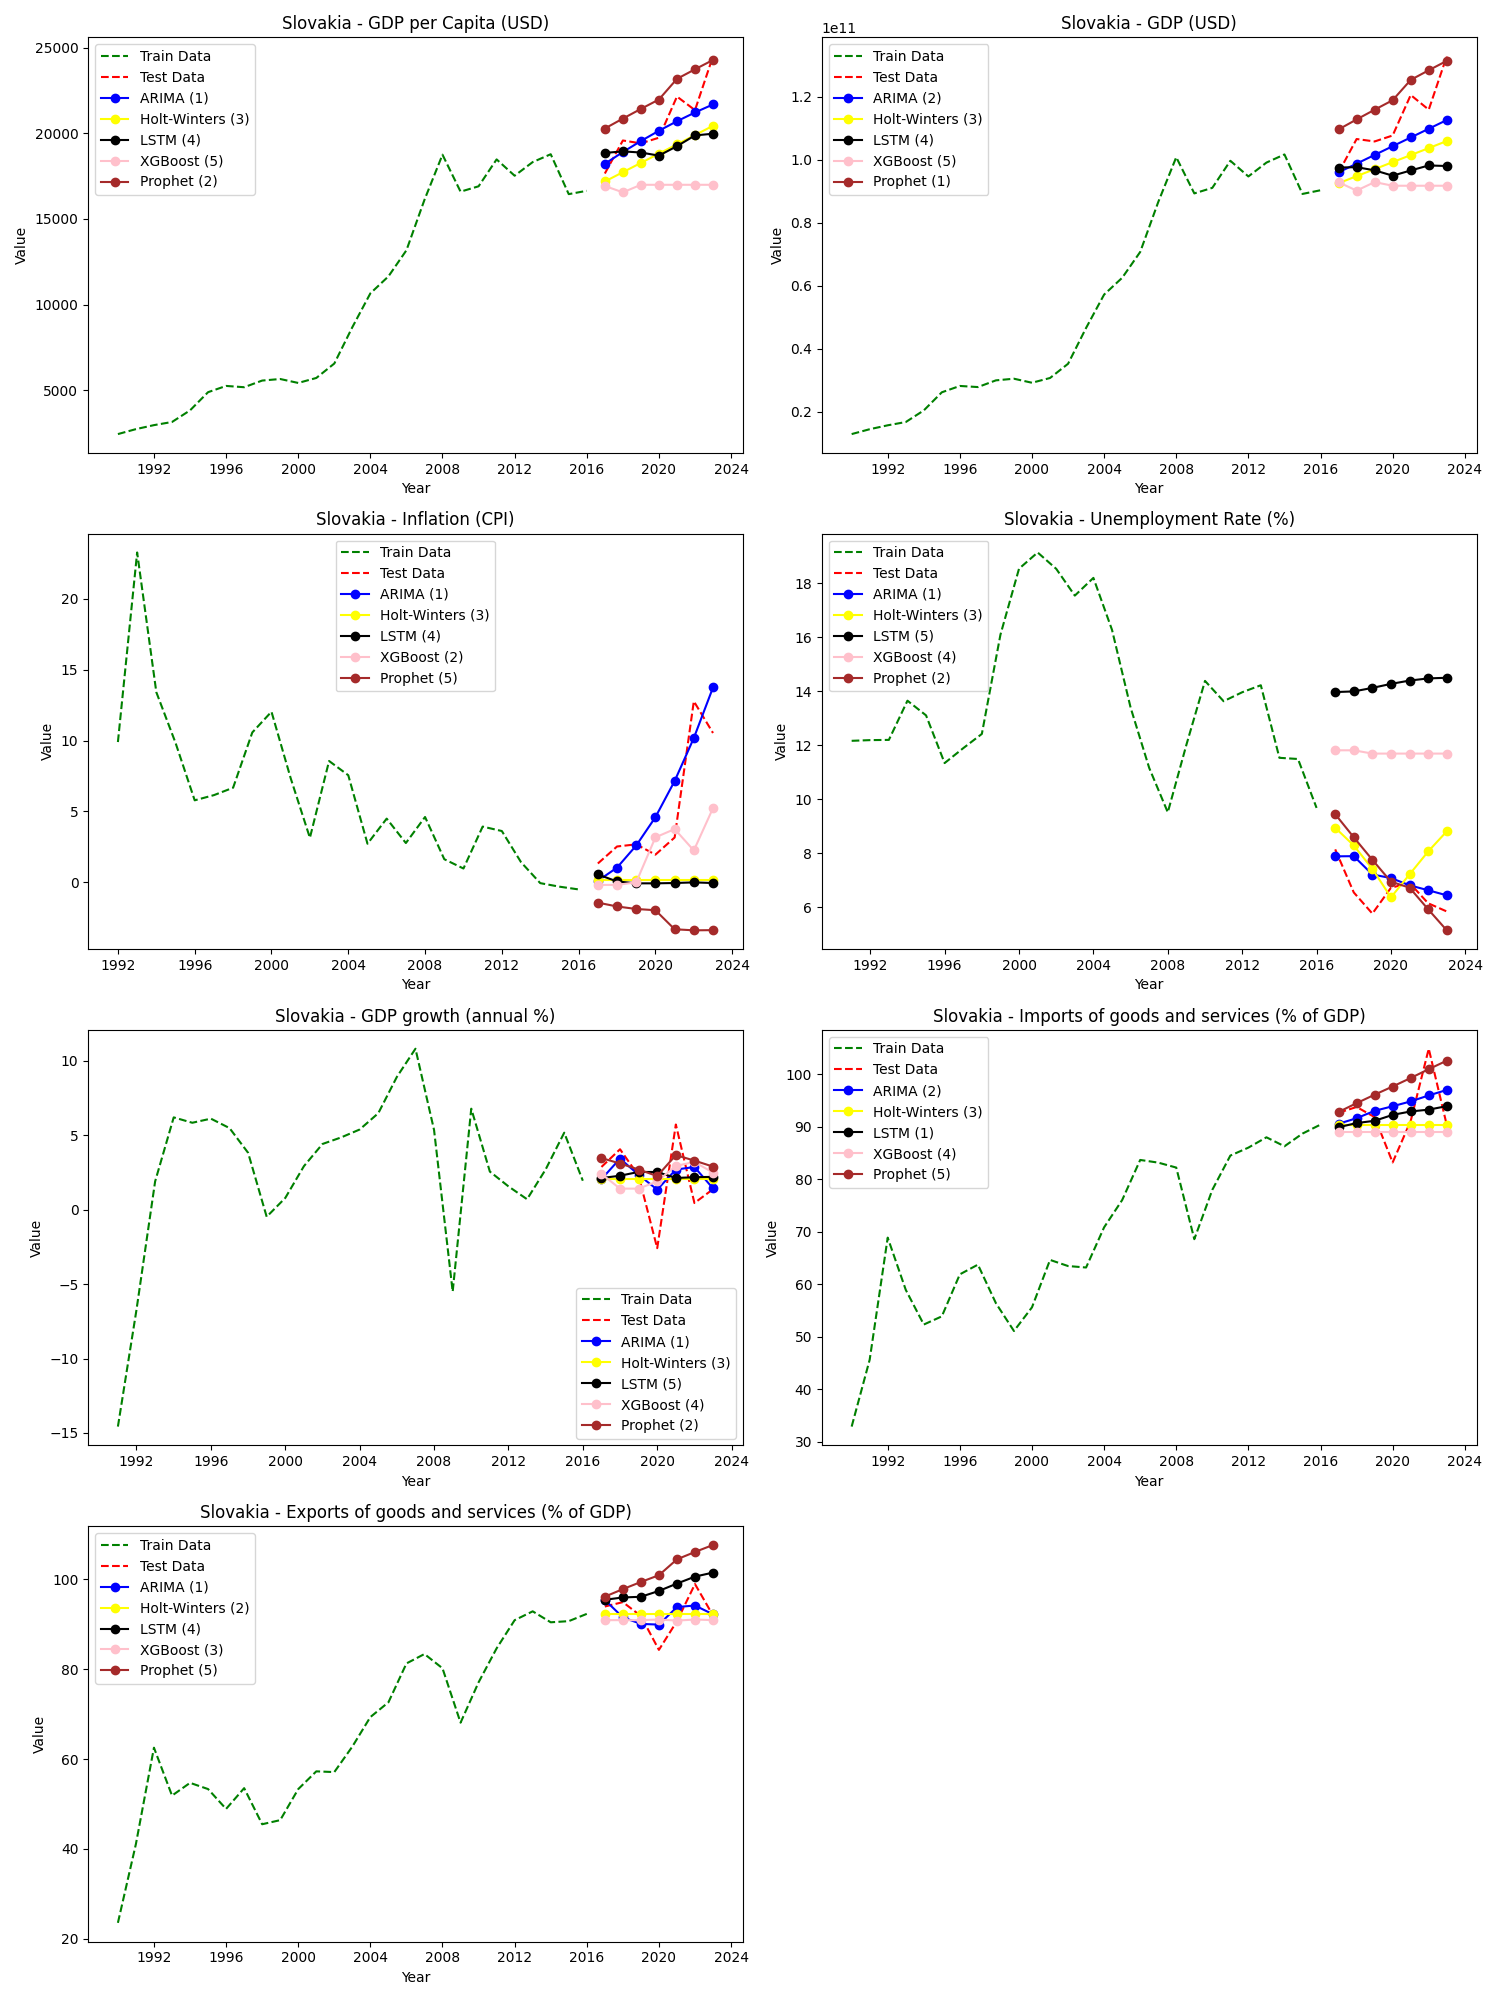 Slovakia - GDP per Capita (USD)
Train Data
Test Data
ARIMA (1)
Holt-Winters (3)
LSTM (4)
XGBoost (5)
Prophet (2)
25000
20000
15000
10000
5000
Value
1992 1996 2000 2004 2008 2012 2016 2020 2024
Year
Slovakia - GDP (USD)
1e11
Train Data
Test Data
ARIMA (2)
Holt-Winters (3)
LSTM (4)
XGBoost (5)
Prophet (1)
1.2
1.0
0.8
0.6
0.4
0.2
Value
1992 1996 2000 2004 2008 2012 2016 2020 2024
Year
Slovakia - Inflation (CPI)
Train Data
Test Data
ARIMA (1)
Holt-Winters (3)
LSTM (4)
XGBoost (2)
Prophet (5)
20
15
10
5
0
Value
1992 1996 2000 2004 2008 2012 2016 2020 2024
Year
Slovakia - Unemployment Rate (%)
Train Data
Test Data
ARIMA (1)
Holt-Winters (3)
LSTM (5)
XGBoost (4)
Prophet (2)
18
16
14
12
10
8
6
Value
1992 1996 2000 2004 2008 2012 2016 2020 2024
Year
Slovakia - GDP growth (annual %)
10
5
0
−5
−10
−15
Value
Train Data
Test Data
ARIMA (1)
Holt-Winters (3)
LSTM (5)
XGBoost (4)
Prophet (2)
1992 1996 2000 2004 2008 2012 2016 2020 2024
Year
Slovakia - Imports of goods and services (% of GDP)
Train Data
Test Data
ARIMA (2)
Holt-Winters (3)
LSTM (1)
XGBoost (4)
Prophet (5)
100
90
80
70
60
50
40
30
Value
1992 1996 2000 2004 2008 2012 2016 2020 2024
Year
Slovakia - Exports of goods and services (% of GDP)
Train Data
Test Data
ARIMA (1)
Holt-Winters (2)
LSTM (4)
XGBoost (3)
Prophet (5)
100
80
60
40
20
Value
1992 1996 2000 2004 2008 2012 2016 2020 2024
Year